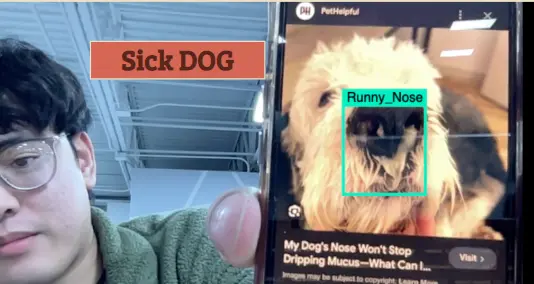 PH PetHelpful
Sick DOG
Runny_Nose
My Dog's Nose Won't Stop
Dripping Mucus—What Can I...
Visit >
Images may be subject to copyright. Learn More